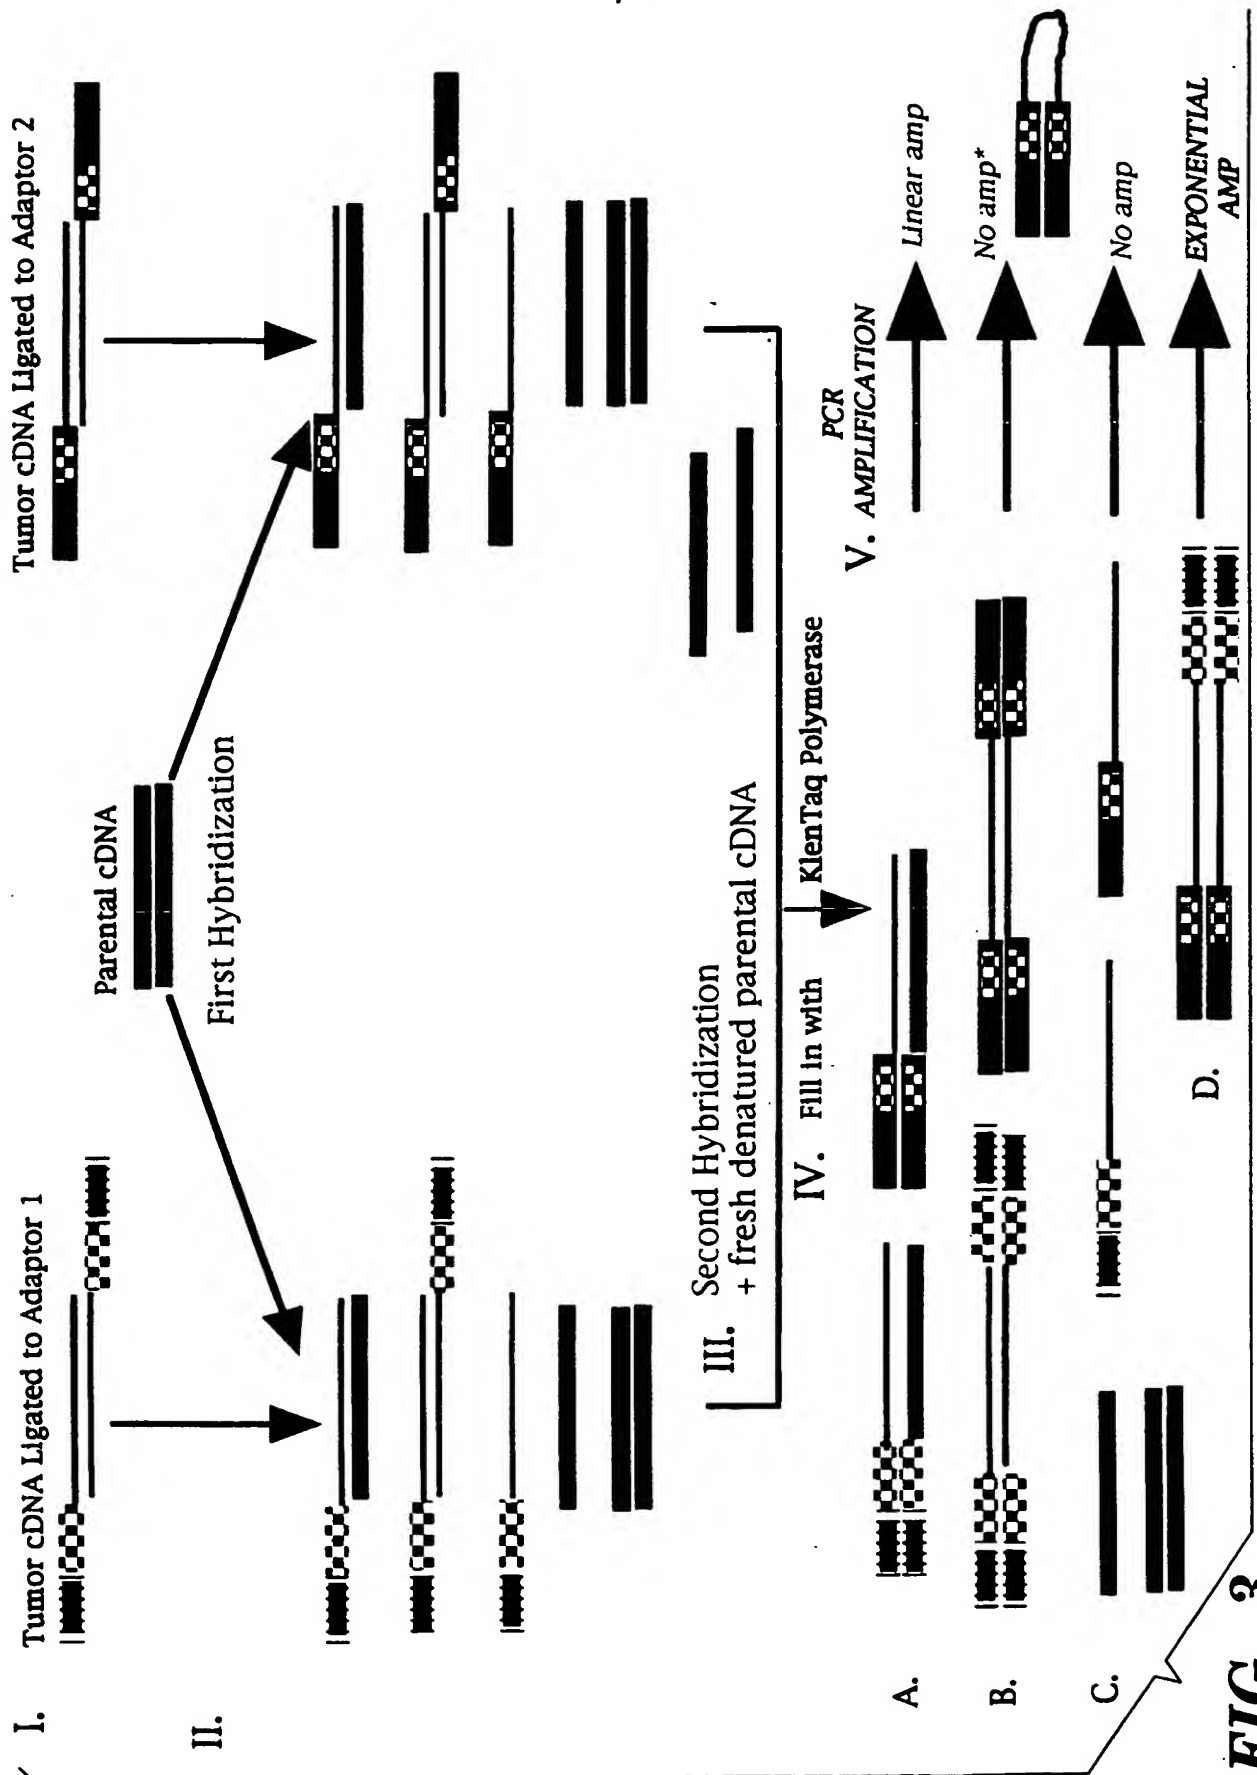 I.
Tumor cDNA Ligated to Adaptor 1
Tumor cDNA Ligated to Adaptor 2
Parental cDNA
First Hybridization
II.
III. Second Hybridization
+ fresh denatured parental cDNA
IV. Fill in with KlenTaq Polymerase
PCR
V. AMPLIFICATION
A.
Linear amp
B.
No amp*
C.
No amp
D.
EXPONENTIAL
AMP
FIG 3